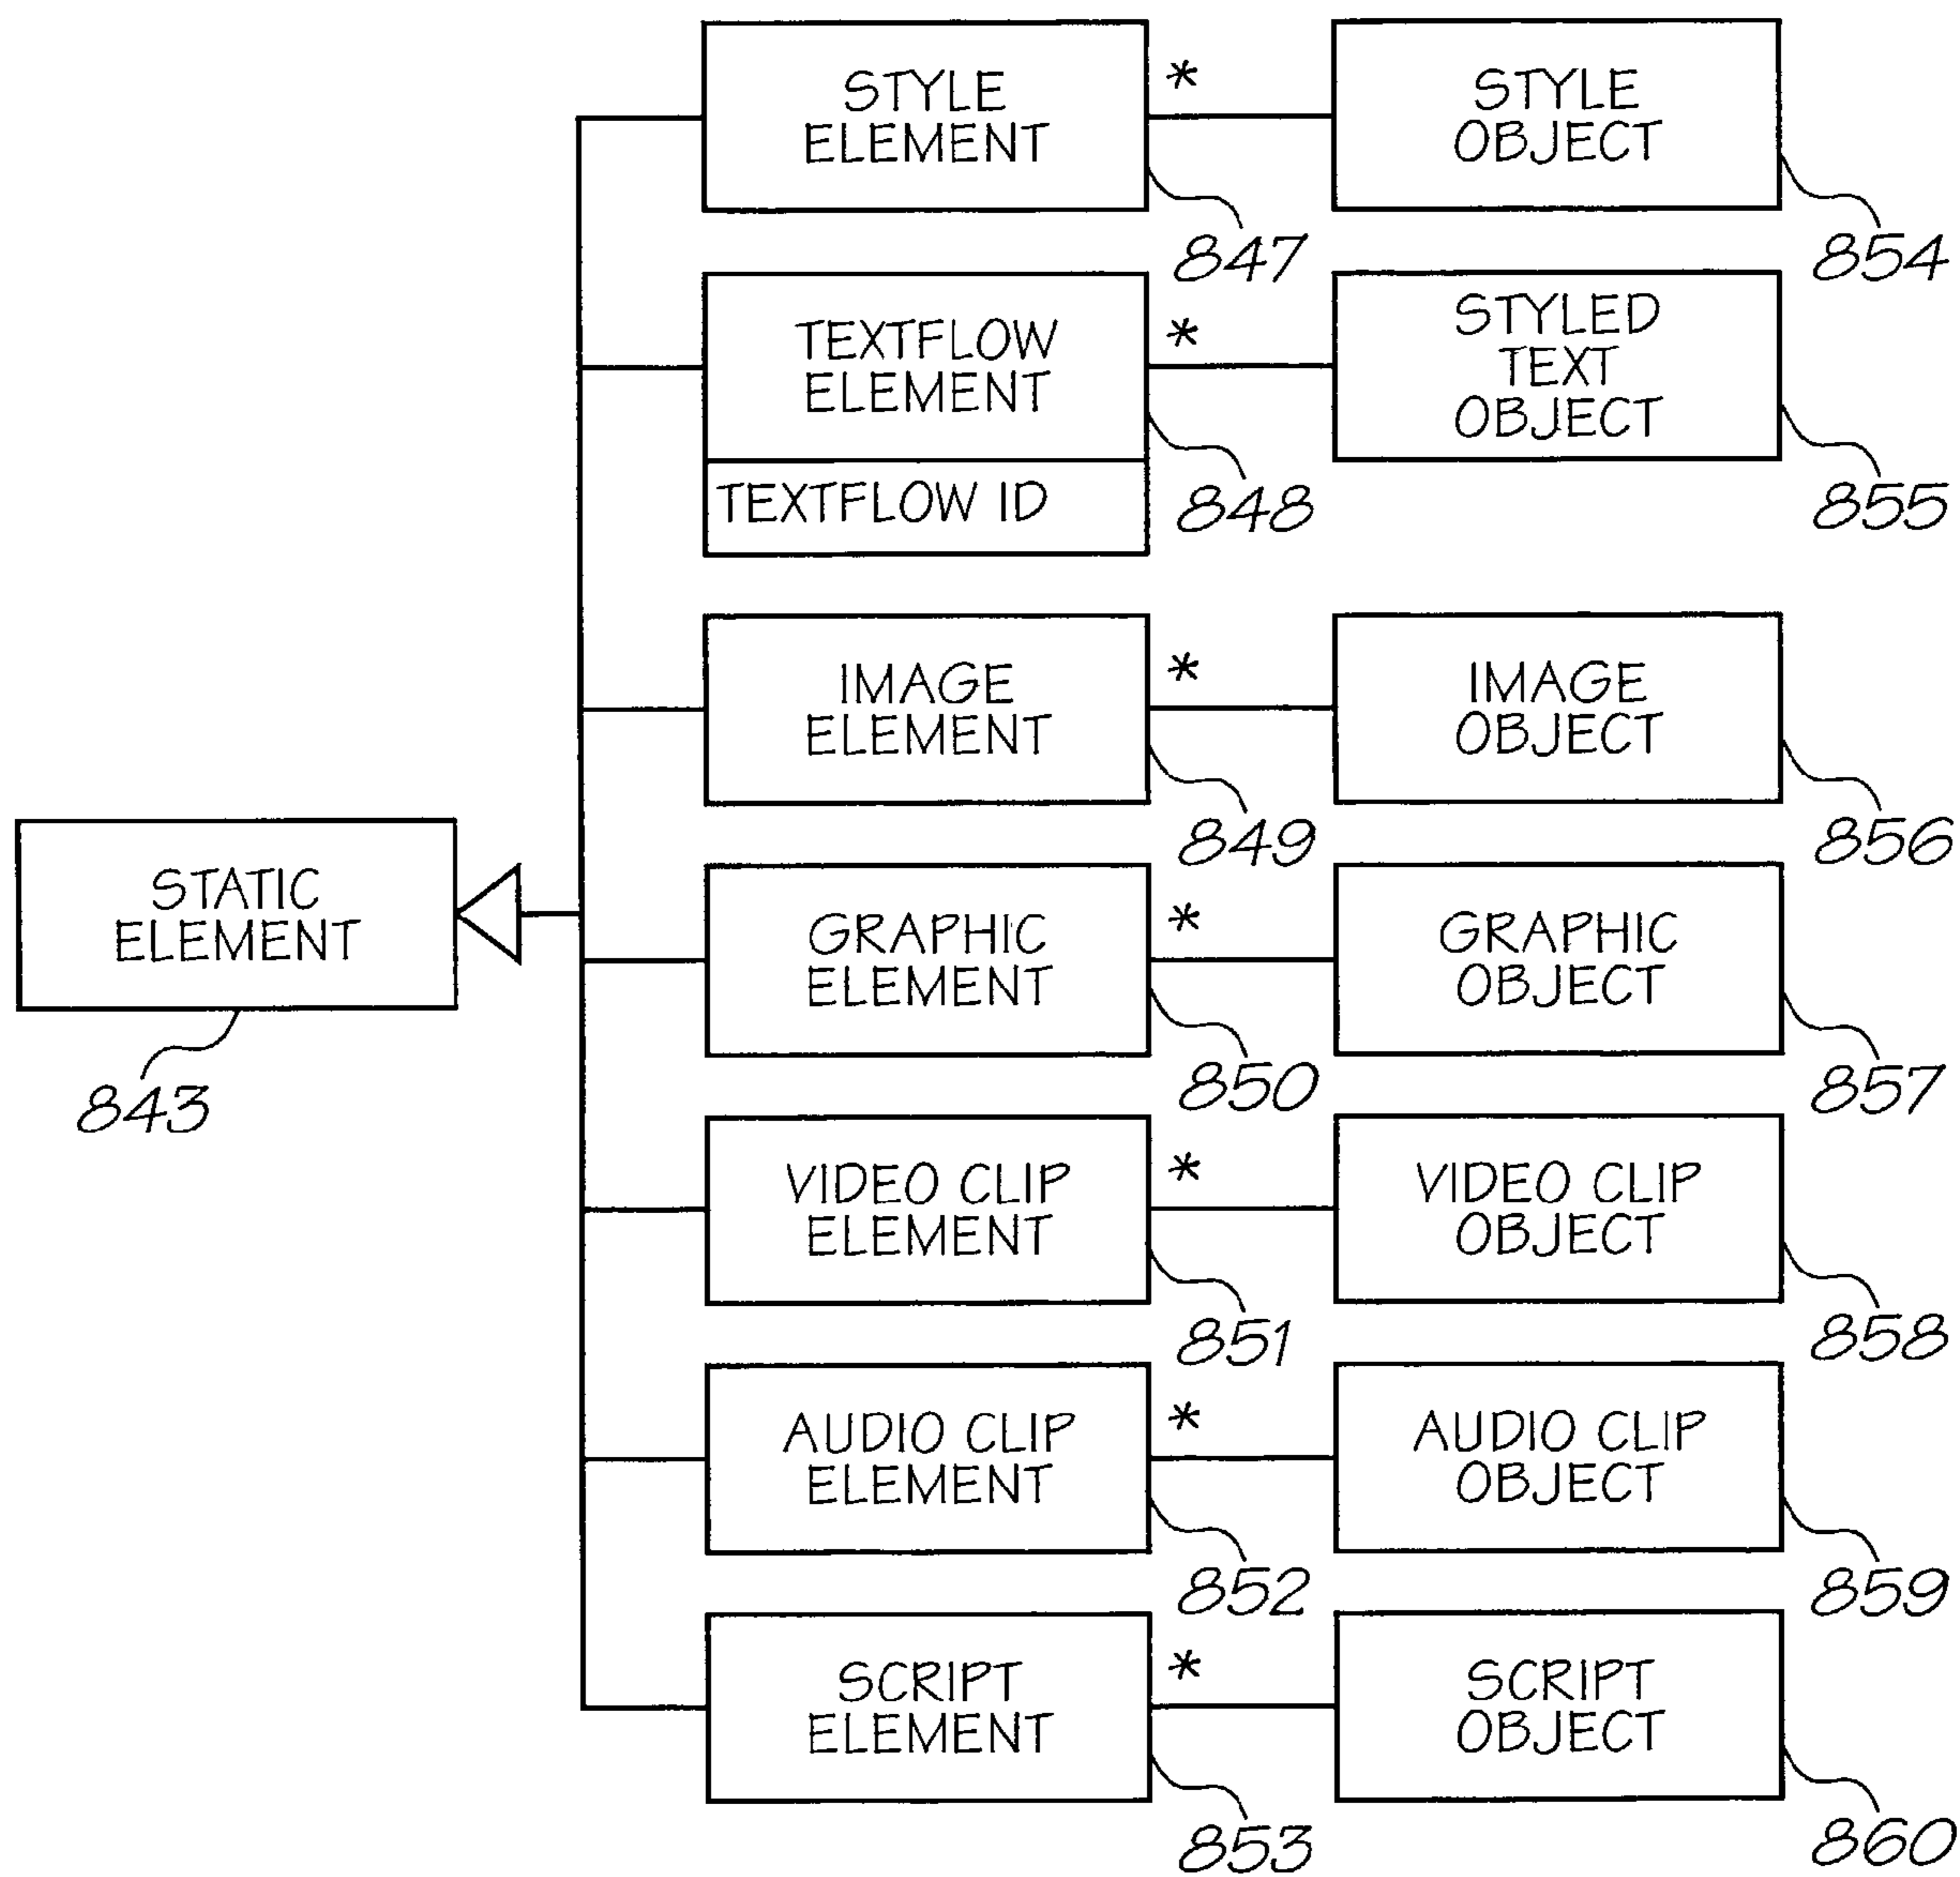 STYLE
ELEMENT
*
STYLE
OBJECT
847
854
TEXTFLOW
ELEMENT
TEXTFLOW ID
*
STYLED
TEXT
OBJECT
848
855
IMAGE
ELEMENT
*
IMAGE
OBJECT
849
856
STATIC
ELEMENT
843
GRAPHIC
ELEMENT
*
GRAPHIC
OBJECT
850
857
VIDEO CLIP
ELEMENT
*
VIDEO CLIP
OBJECT
851
858
AUDIO CLIP
ELEMENT
*
AUDIO CLIP
OBJECT
852
859
SCRIPT
ELEMENT
*
SCRIPT
OBJECT
853
860